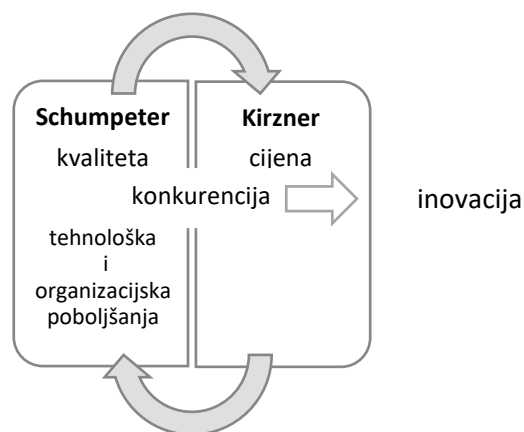 Schumpeter
kvaliteta
Kirzner
cijena
konkurencija
inovacija
tehnološka
i
organizacijska
poboljšanja